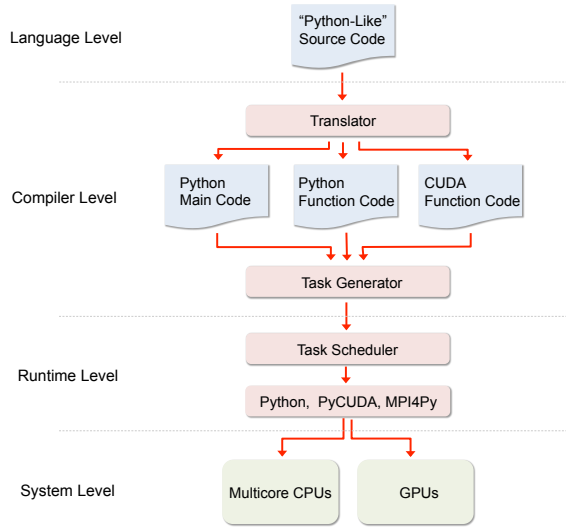 “Python-Like”
Language Level
Source Code
Translator
Python
Main Code
Python
Function Code
CUDA
Function Code
Compiler Level
Task Generator
Task Scheduler
Runtime Level
Python, PyCUDA, MPI4Py
System Level
Multicore CPUs
GPUs